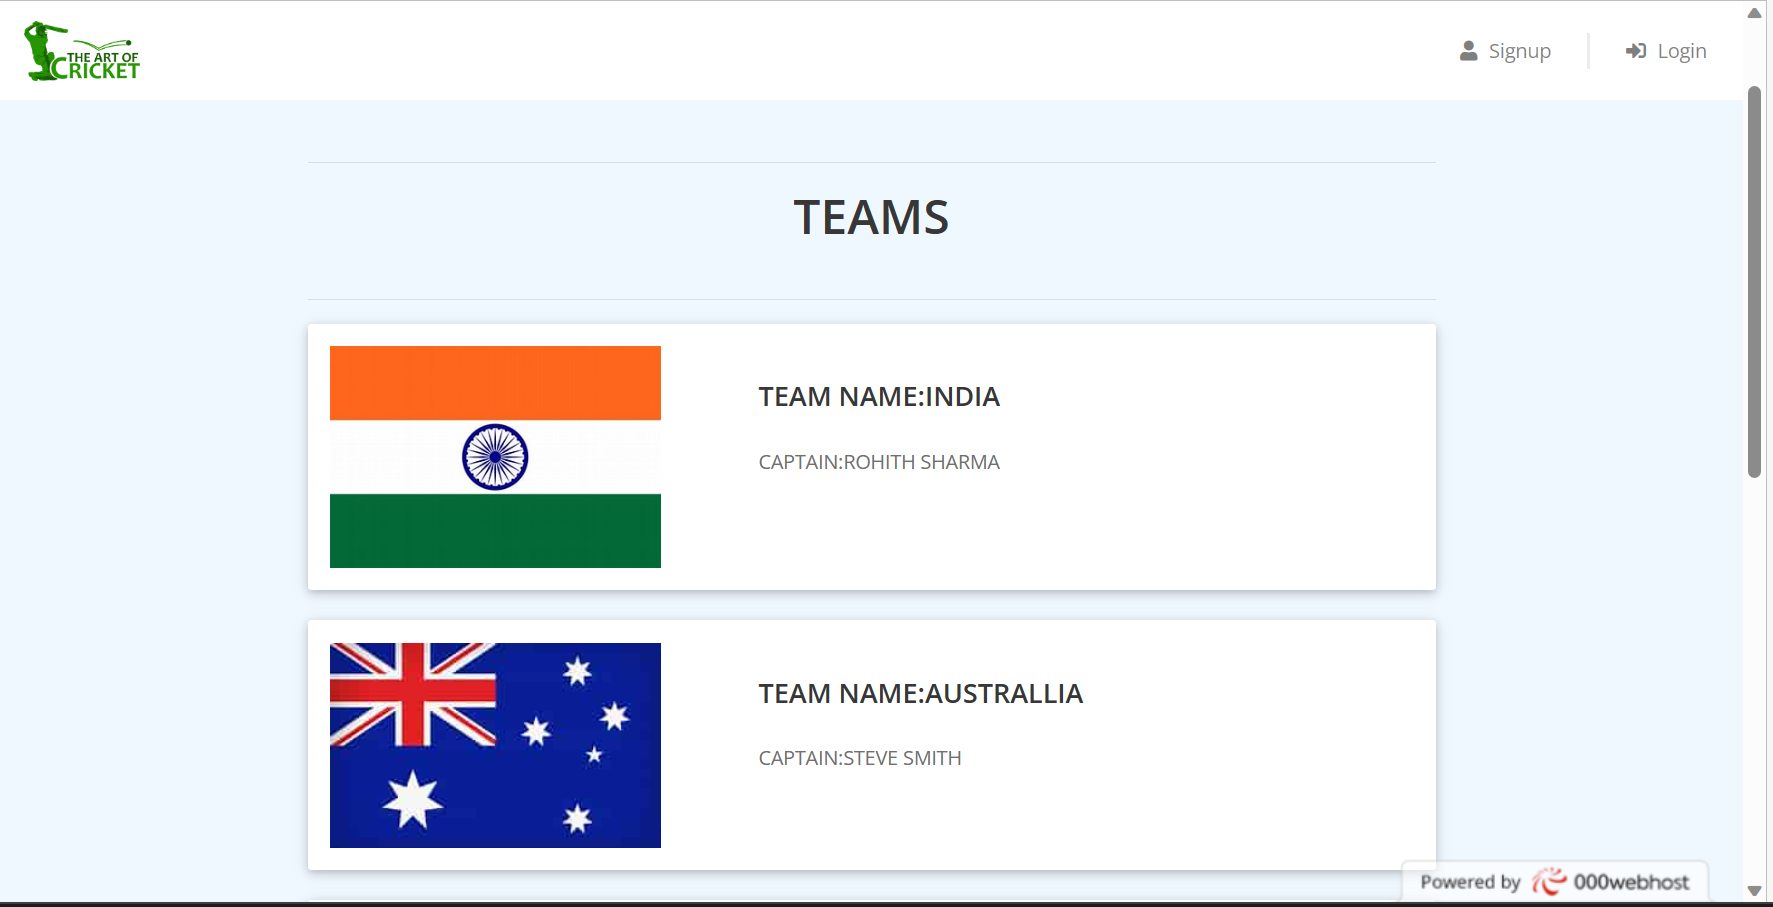 THE ART OF
CRICKET
Signup
Login
TEAMS
TEAM NAME:INDIA
CAPTAIN:ROHITH SHARMA
TEAM NAME:AUSTRALLIA
CAPTAIN:STEVE SMITH
Powered by 000webhost